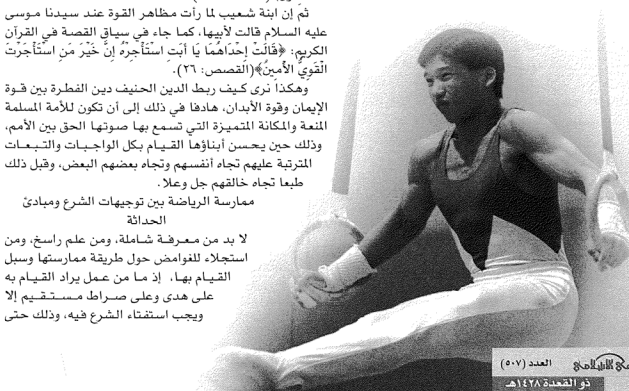 ثم إن ابنة شعيب لما رأت مظاهر القوة عند سيدنا موسى
عليه السلام قالت لأبيها، كما جاء في سياق القصة في القرآن
الكريم: ﴿قَالَتْ إِحْدَاهُمَا يَا أَبَتِ اسْتَأْجِرْهُ إِنَّ خَيْرَ مَنِ اسْتَأْجَرْتَ
الْقَوِيُّ الأَمِينُ﴾(القصص: ٢٦).
وهكذا نرى كيف ربط الدين الحنيف دين الفطرة بين قوة
الإيمان وقوة الأبدان، هادفا في ذلك إلى أن تكون للأمة المسلمة
المنعة والمكانة المتميزة التي تسمع بها صوتها الحق بين الأمم،
وذلك حين يحسن أبناؤها القيام بكل الواجبات والتبعات
المترتبة عليهم تجاه أنفسهم وتجاه بعضهم البعض، وقبل ذلك
طبعا تجاه خالقهم جل وعلا.
ممارسة الرياضة بين توجيهات الشرع ومبادئ
الحداثة
لا بد من معرفة شاملة، ومن علم راسخ، ومن
استجلاء للغوامض حول طريقة ممارستها وسبل
القيام بها، إذ ما من عمل يراد القيام به
على هدى وعلى صراط مستقيم إلا
ويجب استفتاء الشرع فيه، وذلك حتى
العدد (٥٠٧)
ذو القعدة ١٤٢٨هـ